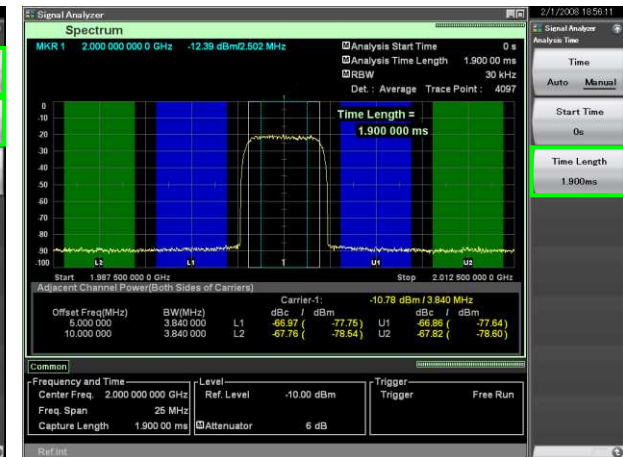 2/1/2008 18:56:11
Signal Analyzer
Spectrum
MKR 1 2.000 000 000 0 GHz -12.39 dBm/2.502 MHz
M Analysis Start Time 0 s
M Analysis Time Length 1.900 00 ms
M RBW 30 kHz
Det. : Average Trace Point : 4097
Time Length =
1.900 000 ms
0
-10
-20
-30
-40
-50
-60
-70
-80
-90
-100
L2 L1 1 U1 U2
1
Start 1.987 500 000 0 GHz Stop 2.012 500 000 0 GHz
Adjacent Channel Power(Both Sides of Carriers)
Carrier-1: -10.78 dBm / 3.840 MHz
Offset Freq(MHz) BW(MHz) dBc / dBm dBc / dBm
5.000 000 3.840 000 L1 -66.97 ( -77.75) U1 -66.86 ( -77.64)
10.000 000 3.840 000 L2 -67.76 ( -78.54) U2 -67.82 ( -78.60)
Common
Frequency and Time
Center Freq. 2.000 000 000 GHz
Freq. Span 25 MHz
Capture Length 1.900 00 ms
Level
Ref. Level -10.00 dBm
M Attenuator 6 dB
Trigger
Trigger Free Run
Ref.Int
Signal Analyzer
Analysis Time
Time
Auto Manual
Start Time
0s
Time Length
1.900ms